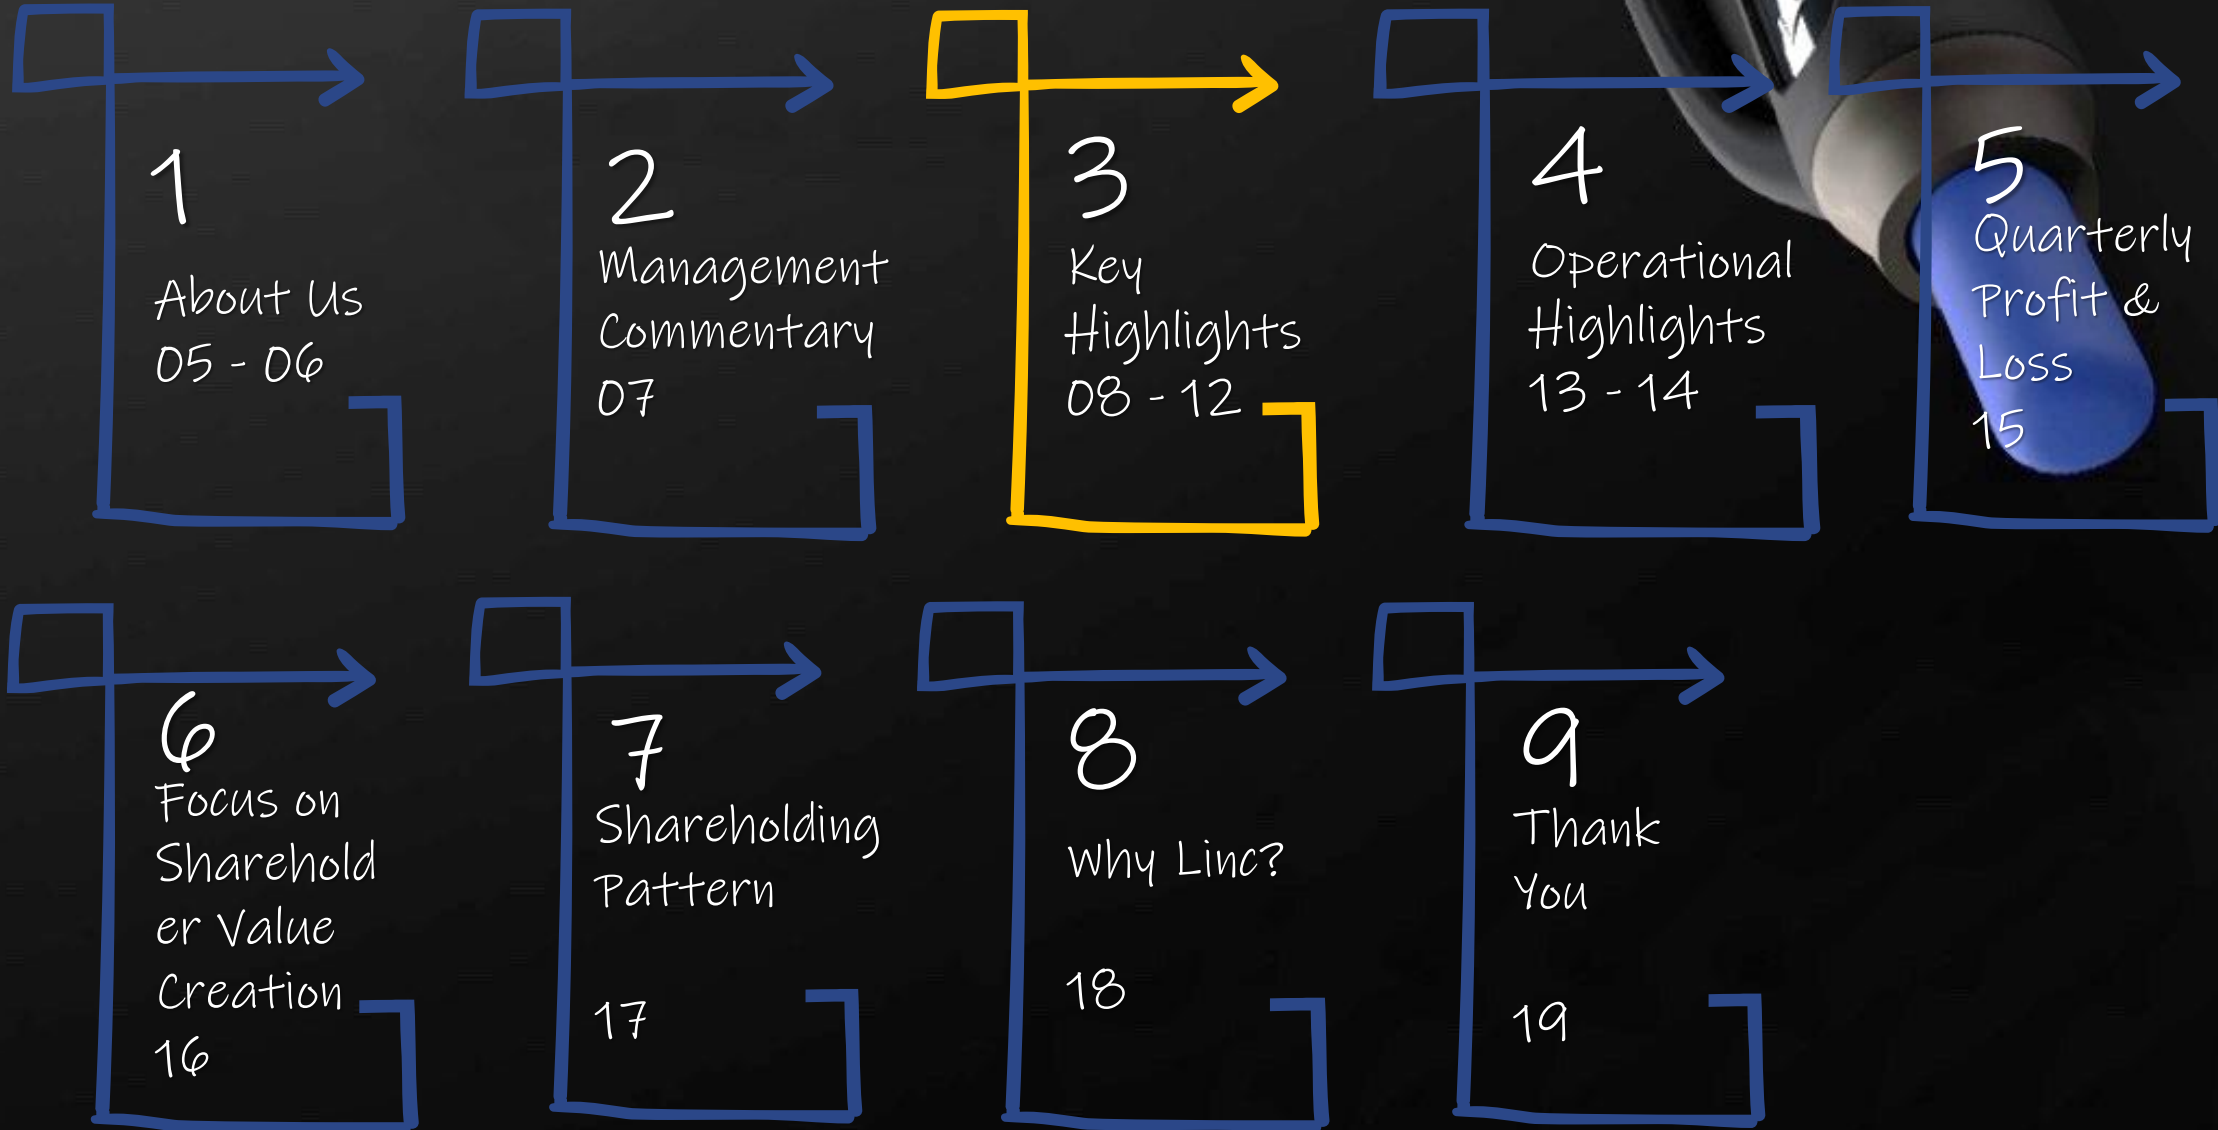 1
About Us
05 - 06
2
Management
Commentary
07
3
Key
Highlights
08 - 12
4
Operational
Highlights
13 - 14
5
Quarterly
Profit &
Loss
15
6
Focus on
Sharehold
er Value
Creation
16
7
Shareholding
Pattern
17
8
Why Linc?
18
9
Thank
You
19